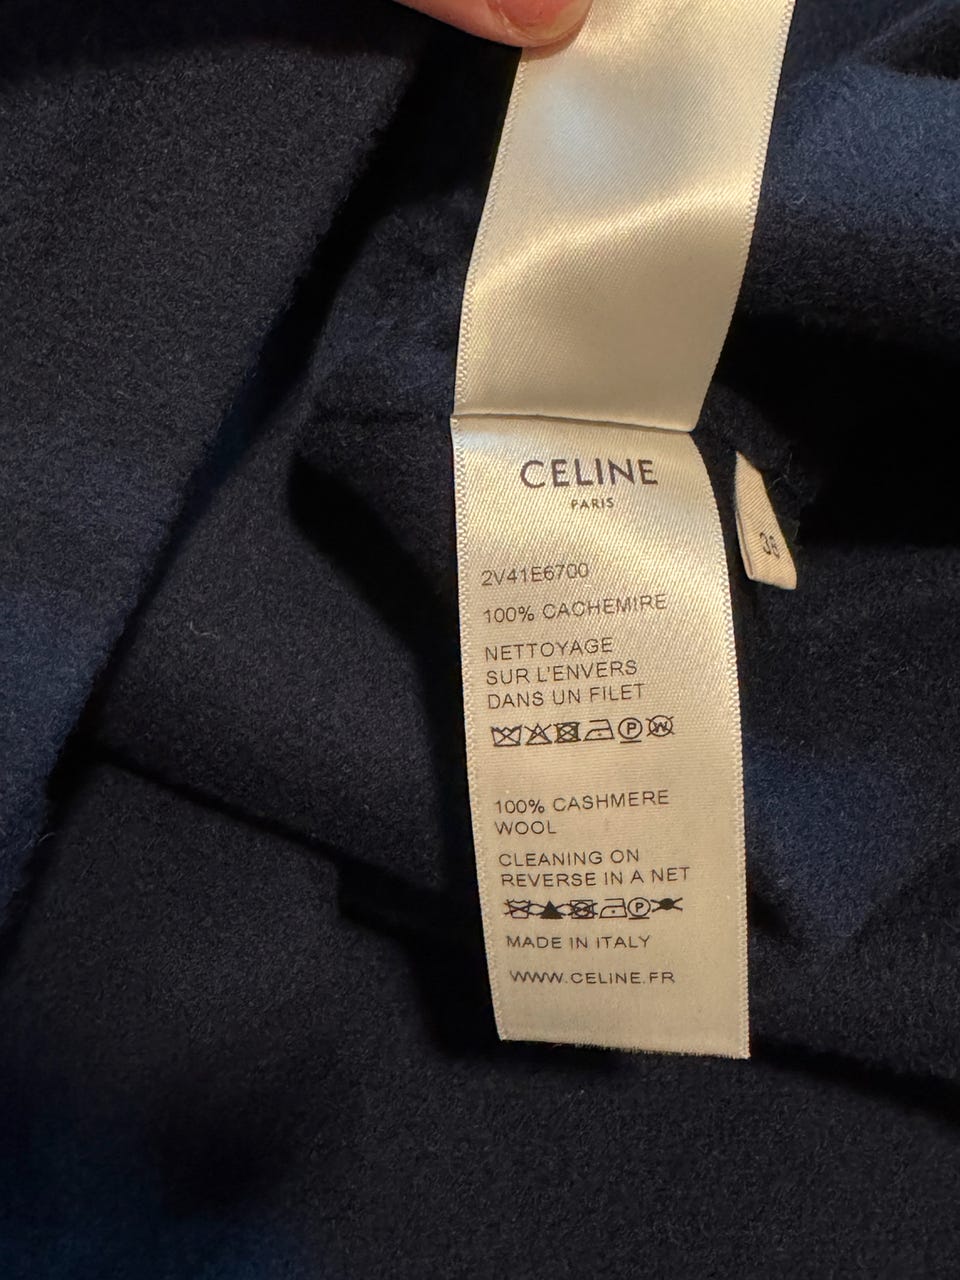 CELINE
PARIS
2V41E6700
100% CACHEMIRE
NETTOYAGE
SUR L'ENVERS
DANS UN FILET
P W
100% CASHMERE
WOOL
CLEANING ON
REVERSE IN A NET
P
MADE IN ITALY
WWW.CELINE.FR
36